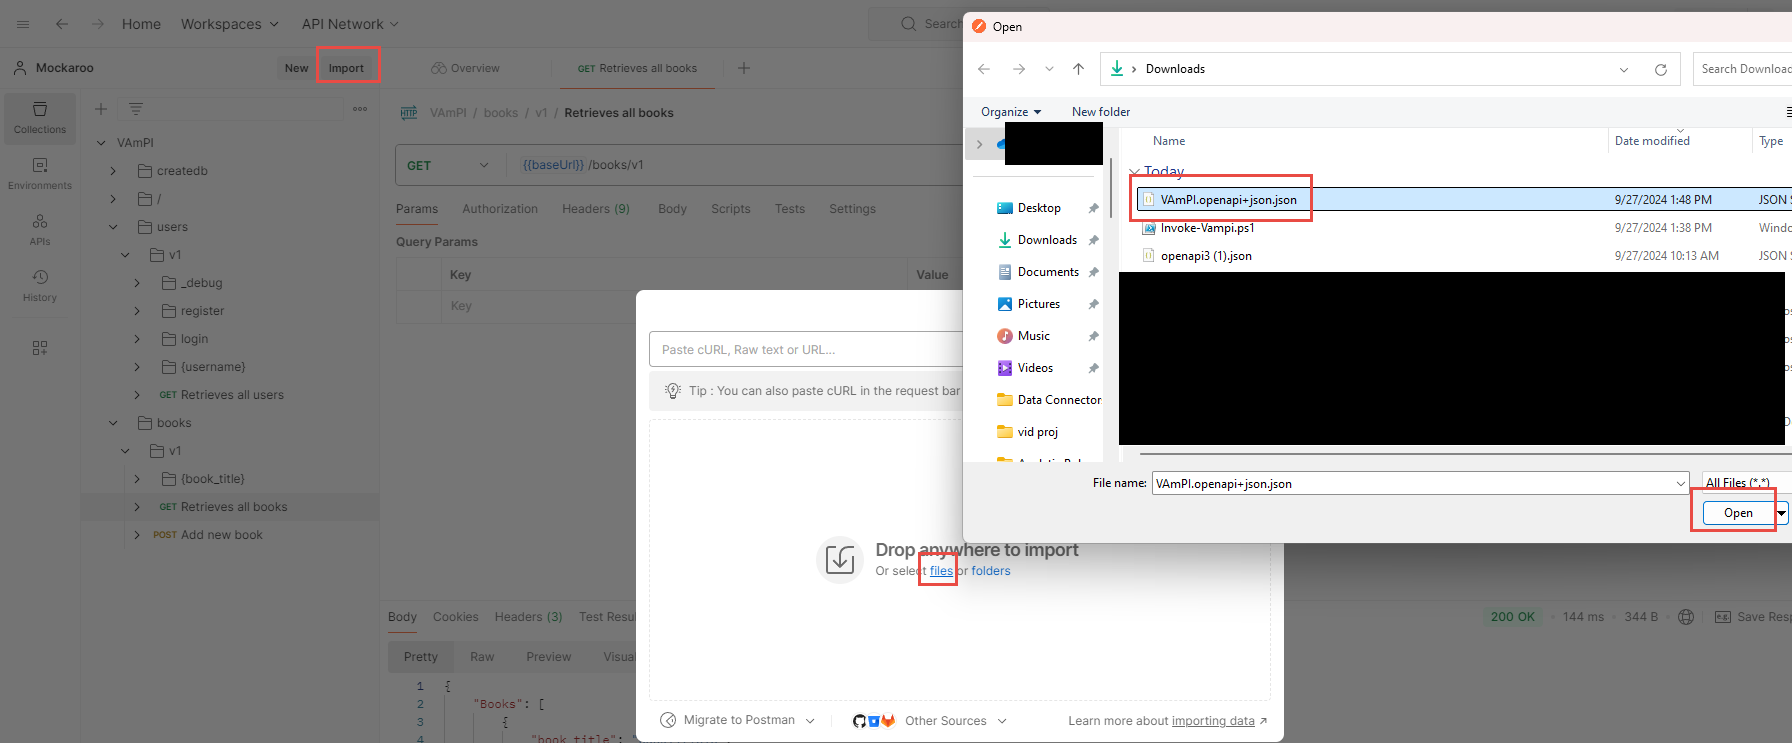 Home
Workspaces
API Network
Search
Mockaroo
New
Import
Overview
GET Retrieves all books
Collections
Environments
APIs
History
VAmPI
createdb
/
users
v1
_debug
register
login
{username}
GET Retrieves all users
books
v1
{book_title}
GET Retrieves all books
POST Add new book
HTTP VAmPI / books / v1 / Retrieves all books
GET
{{baseUrl}} /books/v1
Params
Authorization
Headers (9)
Body
Scripts
Tests
Settings
Query Params
Key
Value
Key
Paste cURL, Raw text or URL...
Tip : You can also paste cURL in the request bar
Drop anywhere to import
Or select files or folders
Migrate to Postman
Other Sources
Learn more about importing data
Body
Cookies
Headers (3)
200 OK
144 ms
344 B
Pretty
Raw
Preview
1 {
2 "Books": [
3 {
4
Open
Downloads
Organize
New folder
Name
Date modified
Type
Today
VAmPI.openapi+json.json 9/27/2024 1:48 PM JSON S
Invoke-Vampi.ps1 9/27/2024 1:38 PM
openapi3 (1).json 9/27/2024 10:13 AM JSON S
Desktop
Downloads
Documents
Pictures
Music
Videos
Data Connector
vid proj
File name: VAmPI.openapi+json.json
All Files (*.*)
Open